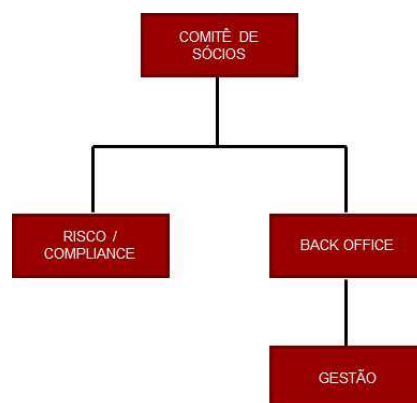 COMITÊ DE
SÓCIOS
RISCO /
COMPLIANCE
BACK OFFICE
GESTÃO